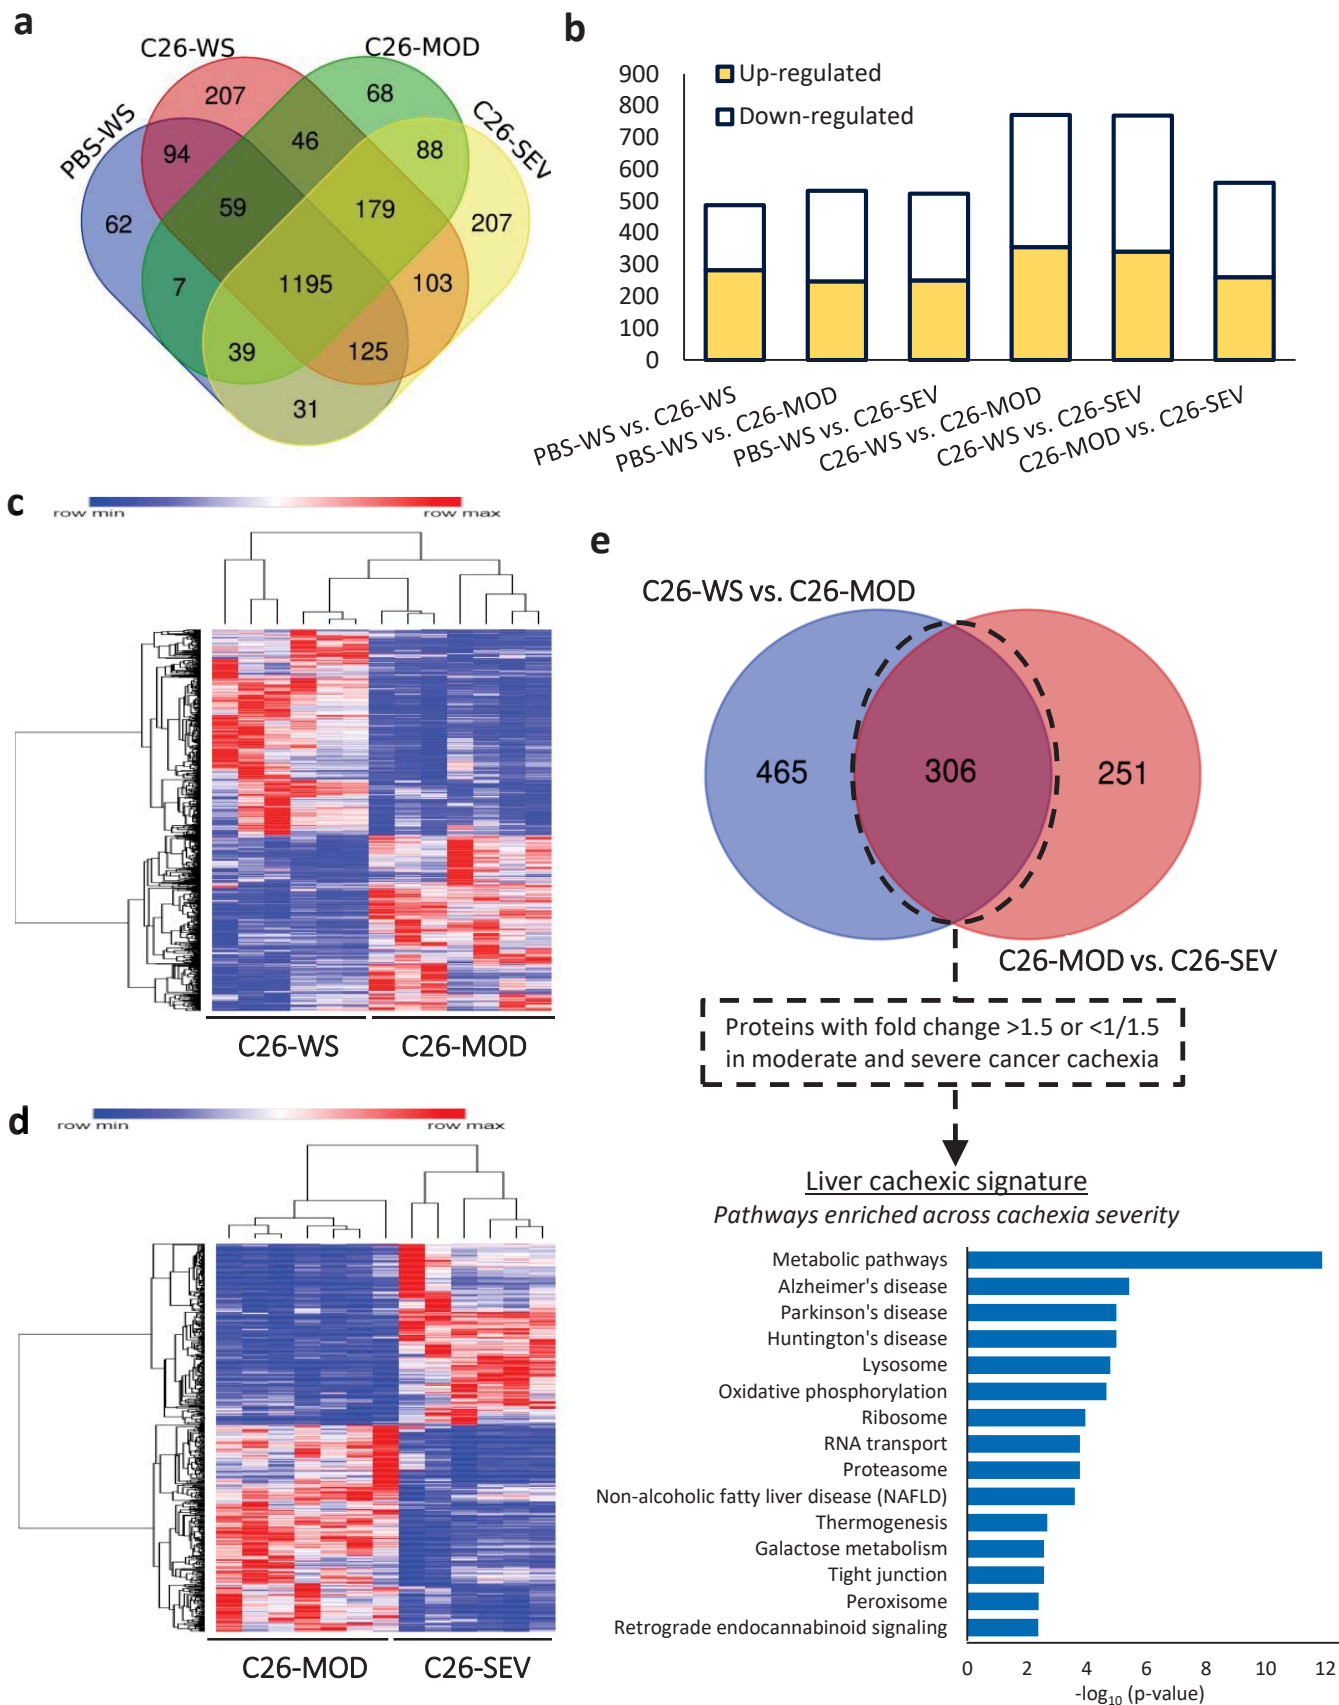 a
C26-WS
C26-MOD
PBS-WS
C26-SEV
207
68
94
46
88
62
59
179
207
7
1195
103
39
125
31
b
Up-regulated
Down-regulated
900
800
700
600
500
400
300
200
100
0
PBS-WS vs. C26-WS
PBS-WS vs. C26-MOD
PBS-WS vs. C26-SEV
C26-WS vs. C26-MOD
C26-WS vs. C26-SEV
C26-MOD vs. C26-SEV
c
row min
row max
C26-WS
C26-MOD
d
row min
row max
C26-MOD
C26-SEV
e
C26-WS vs. C26-MOD
465
306
251
C26-MOD vs. C26-SEV
Proteins with fold change >1.5 or <1/1.5
in moderate and severe cancer cachexia
Liver cachexic signature
Pathways enriched across cachexia severity
Metabolic pathways
Alzheimer's disease
Parkinson's disease
Huntington's disease
Lysosome
Oxidative phosphorylation
Ribosome
RNA transport
Proteasome
Non-alcoholic fatty liver disease (NAFLD)
Thermogenesis
Galactose metabolism
Tight junction
Peroxisome
Retrograde endocannabinoid signaling
0 2 4 6 8 10 12
-log₁₀ (p-value)